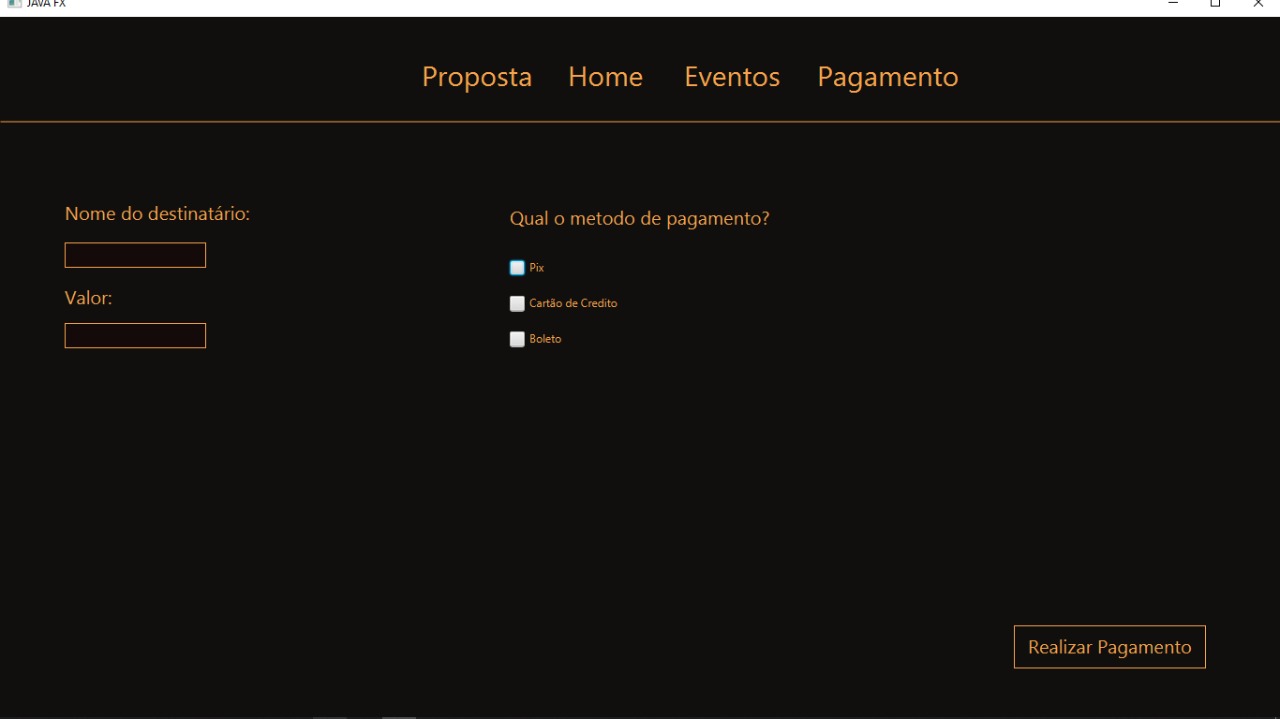 JAVA FX
Proposta Home Eventos Pagamento
Nome do destinatário:
Valor:
Qual o metodo de pagamento?
Pix
Cartão de Credito
Boleto
Realizar Pagamento